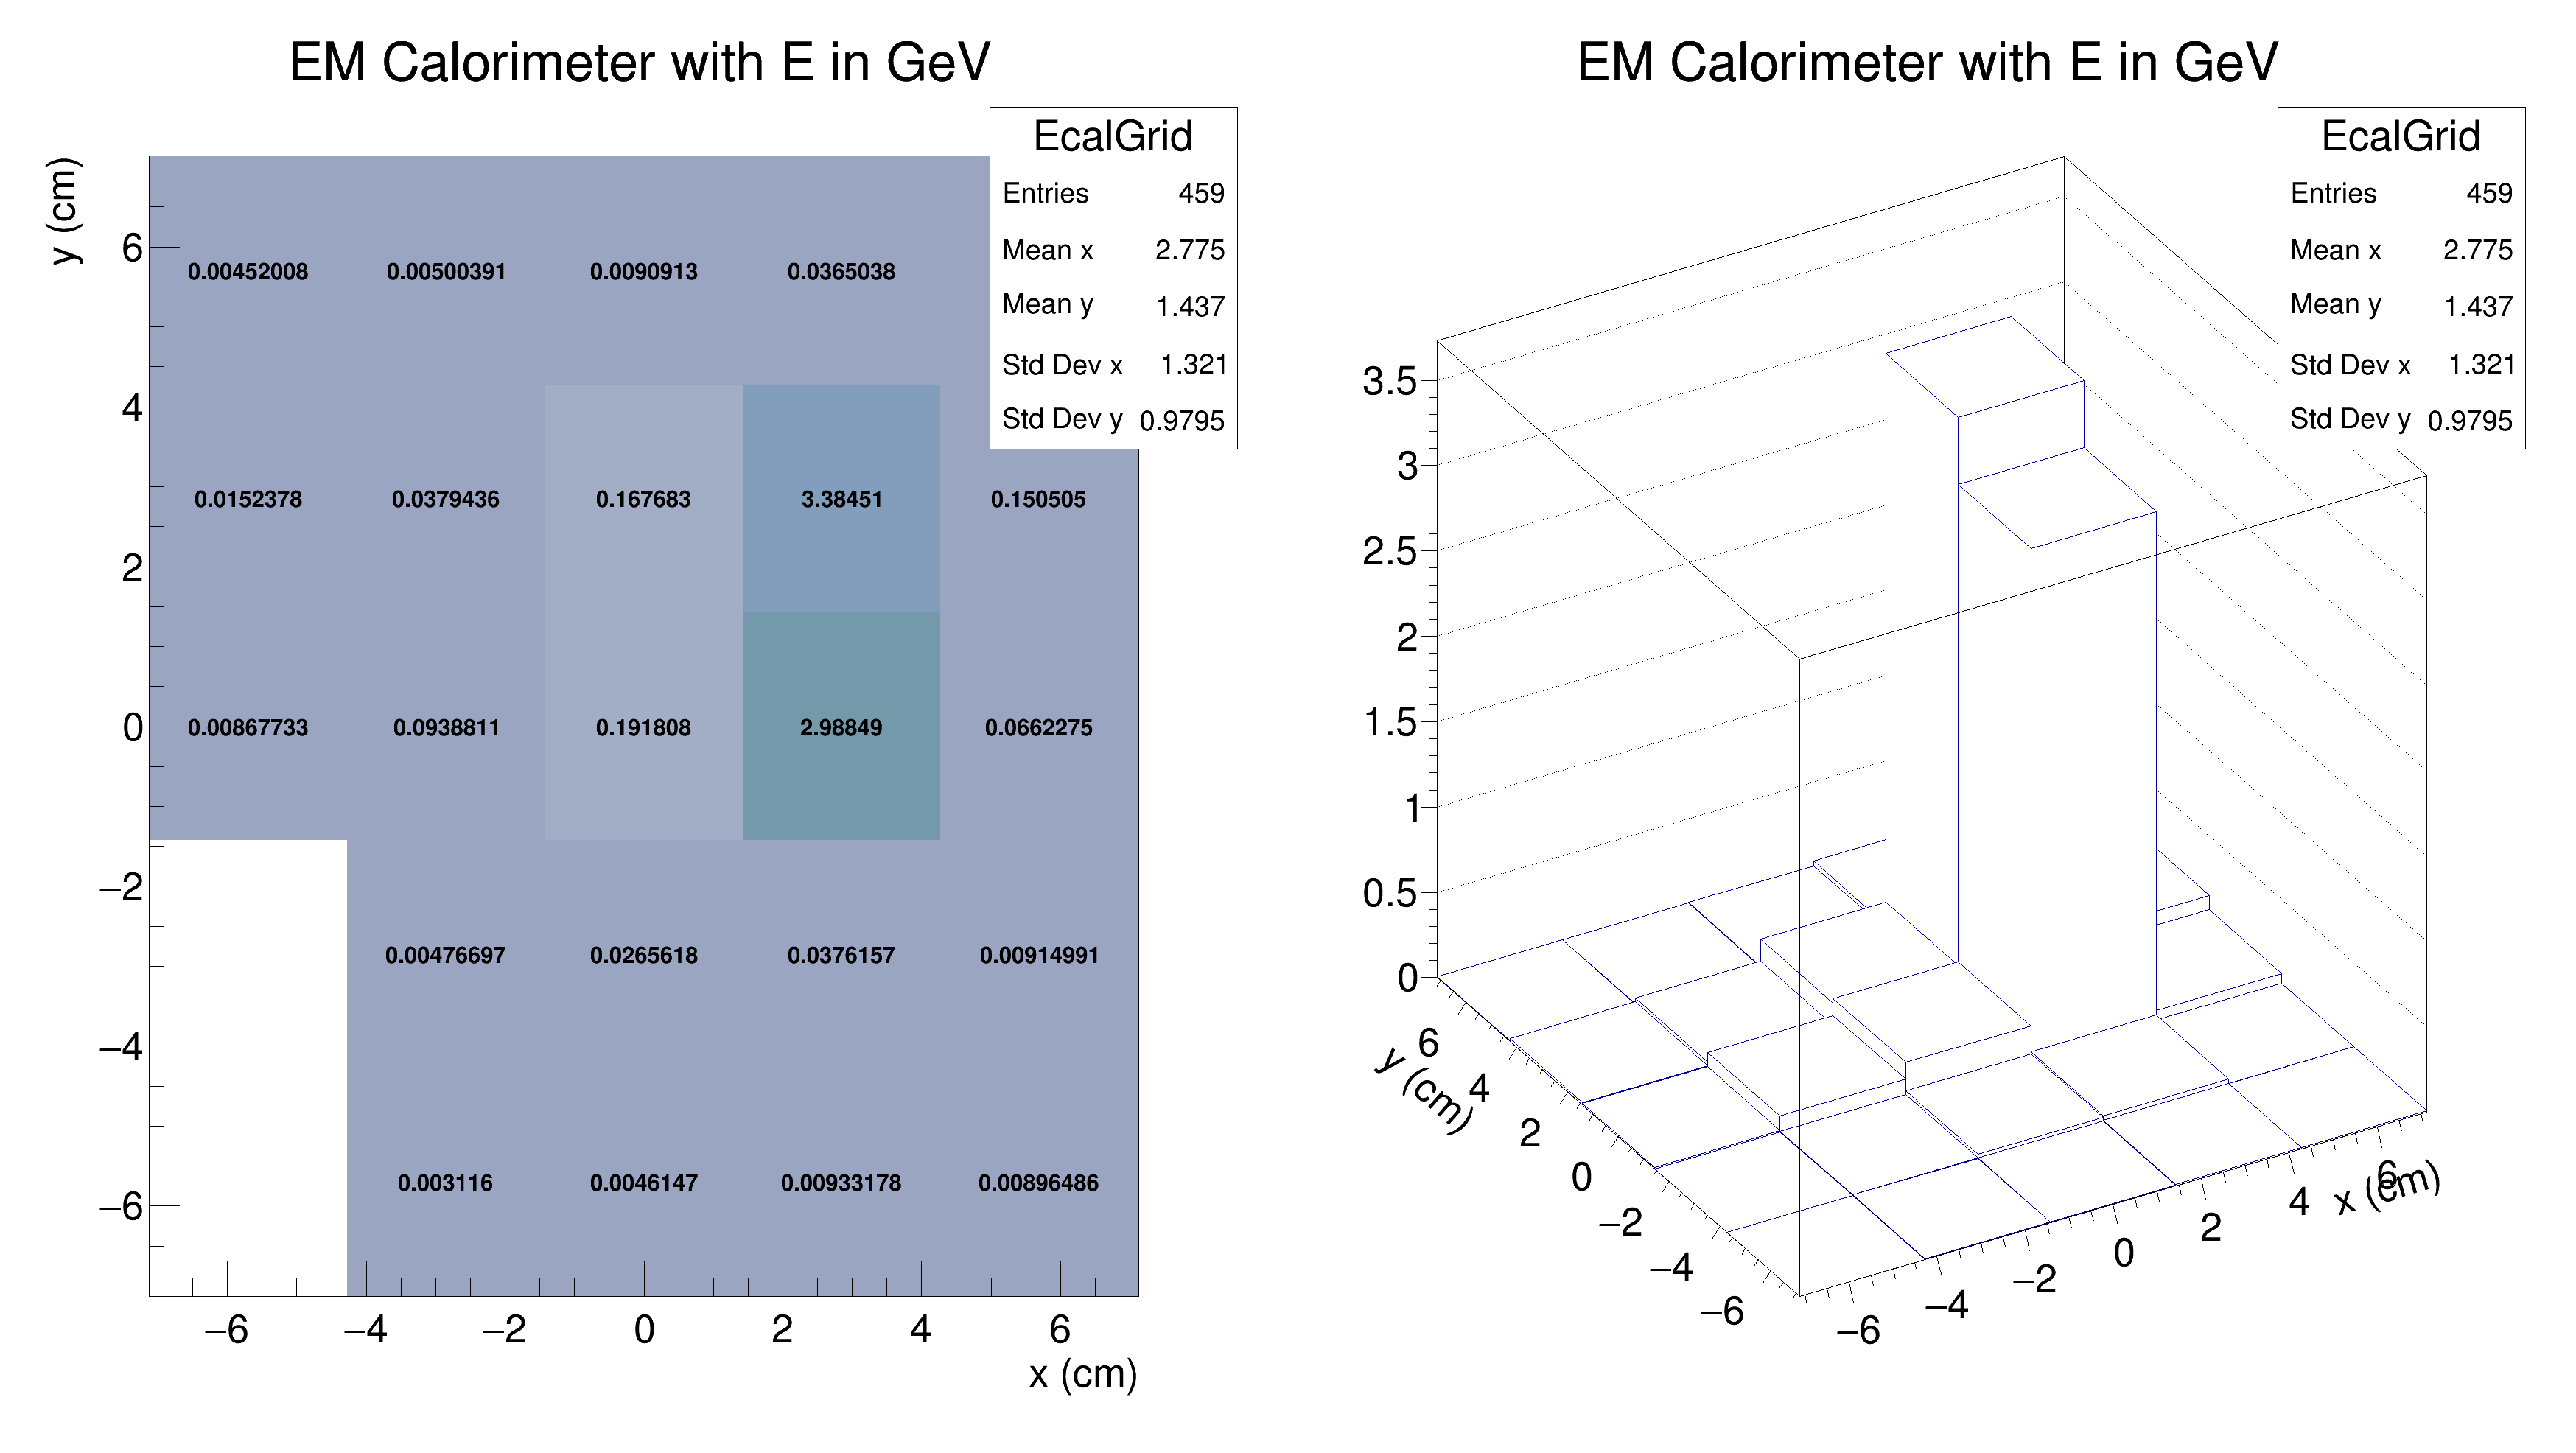 EM Calorimeter with E in GeV
EcalGrid
Entries 459
Mean x 2.775
Mean y 1.437
Std Dev x 1.321
Std Dev y 0.9795
y (cm)
6
4
2
0
−2
−4
−6
0.00452008 0.00500391 0.0090913 0.0365038
0.0152378 0.0379436 0.167683 3.38451 0.150505
0.00867733 0.0938811 0.191808 2.98849 0.0662275
0.00476697 0.0265618 0.0376157 0.00914991
0.003116 0.0046147 0.00933178 0.00896486
−6 −4 −2 0 2 4 6
x (cm)
EM Calorimeter with E in GeV
EcalGrid
Entries 459
Mean x 2.775
Mean y 1.437
Std Dev x 1.321
Std Dev y 0.9795
3.5
3
2.5
2
1.5
1
0.5
0
y (cm)
6
4
2
0
−2
−4
−6
−6 −4 −2 0 2 4 6
x (cm)